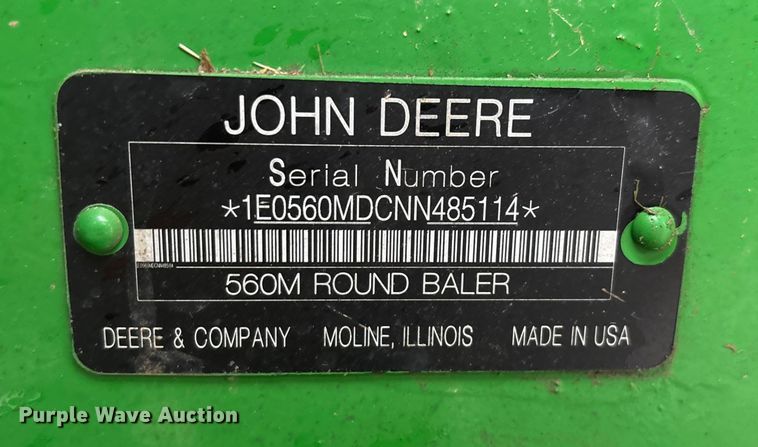 JOHN DEERE
Serial Number
*1E0560MDCNN485114*
560M ROUND BALER
DEERE & COMPANY MOLINE, ILLINOIS MADE IN USA
Purple Wave Auction